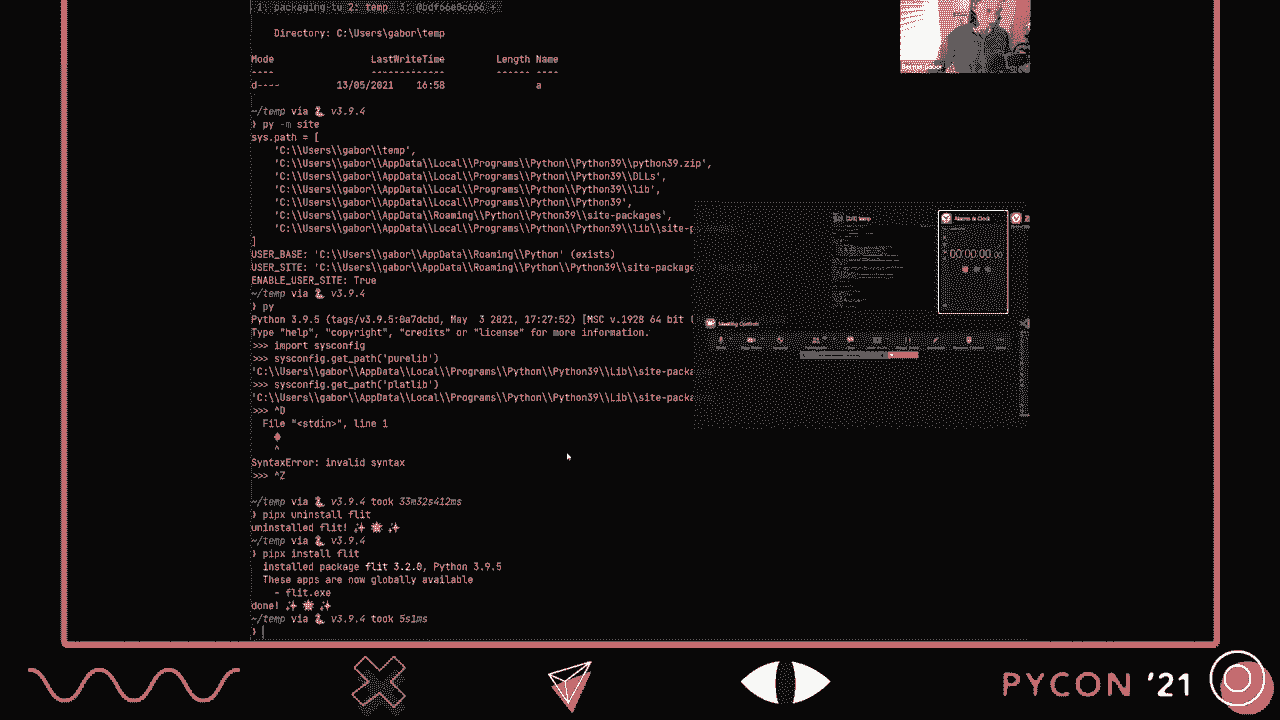 1: packaging-tu 2: temp 3:
Directory: C:\Users\gabor\temp
Mode LastWriteTime Length Name
---- ------------- ------ ----
d---- 13/05/2021 16:58 a
~/temp via 🐍 v3.9.4
❯ py -m site
sys.path = [
'C:\\Users\\gabor\\temp',
'C:\\Users\\gabor\\AppData\\Local\\Programs\\Python\\Python39\\python39.zip',
'C:\\Users\\gabor\\AppData\\Local\\Programs\\Python\\Python39\\DLLs',
'C:\\Users\\gabor\\AppData\\Local\\Programs\\Python\\Python39\\lib',
'C:\\Users\\gabor\\AppData\\Local\\Programs\\Python\\Python39',
'C:\\Users\\gabor\\AppData\\Roaming\\Python\\Python39\\site-packages',
'C:\\Users\\gabor\\AppData\\Local\\Programs\\Python\\Python39\\lib\\site-p
]
USER_BASE: 'C:\\Users\\gabor\\AppData\\Roaming\\Python' (exists)
USER_SITE: 'C:\\Users\\gabor\\AppData\\Roaming\\Python\\Python39\\site-package
ENABLE_USER_SITE: True
~/temp via 🐍 v3.9.4
❯ py
Python 3.9.5 (tags/v3.9.5:0a7dcbd, May 3 2021, 17:27:52) [MSC v.1928 64 bit (
Type "help", "copyright", "credits" or "license" for more information.
>>> import sysconfig
>>> sysconfig.get_path('purelib')
'C:\\Users\\gabor\\AppData\\Local\\Programs\\Python\\Python39\\Lib\\site-packa
>>> sysconfig.get_path('platlib')
'C:\\Users\\gabor\\AppData\\Local\\Programs\\Python\\Python39\\Lib\\site-packa
>>> ^D
File "<stdin>", line 1
♦
^
SyntaxError: invalid syntax
>>> ^Z
~/temp via 🐍 v3.9.4 took 33m32s412ms
❯ pipx uninstall flit
uninstalled flit! ✨ 🌟 ✨
~/temp via 🐍 v3.9.4
❯ pipx install flit
installed package flit 3.2.0, Python 3.9.5
These apps are now globally available
- flit.exe
done! ✨ 🌟 ✨
~/temp via 🐍 v3.9.4 took 5s1ms
❯
temp
Alarms & Clock
00:00:00
Meeting Controls
PYCON '21